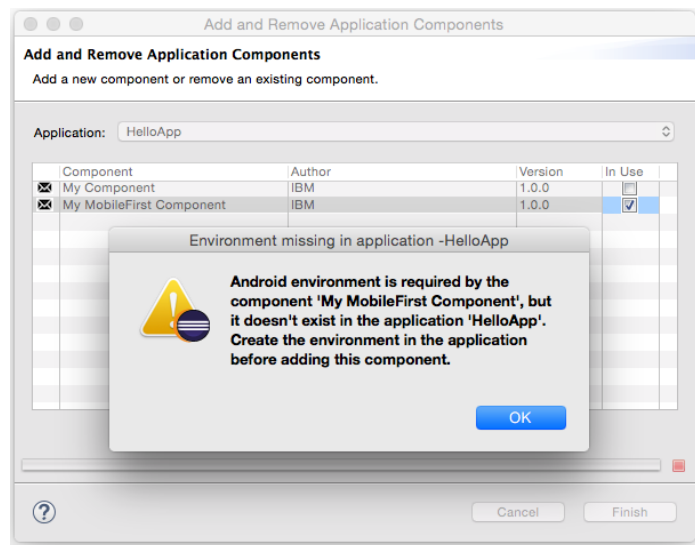 Add and Remove Application Components
Add and Remove Application Components
Add a new component or remove an existing component.
Application: HelloApp
Component Author Version In Use
My Component IBM 1.0.0
My MobileFirst Component IBM 1.0.0
Environment missing in application -HelloApp
Android environment is required by the
component 'My MobileFirst Component', but
it doesn't exist in the application 'HelloApp'.
Create the environment in the application
before adding this component.
OK
?
Cancel Finish